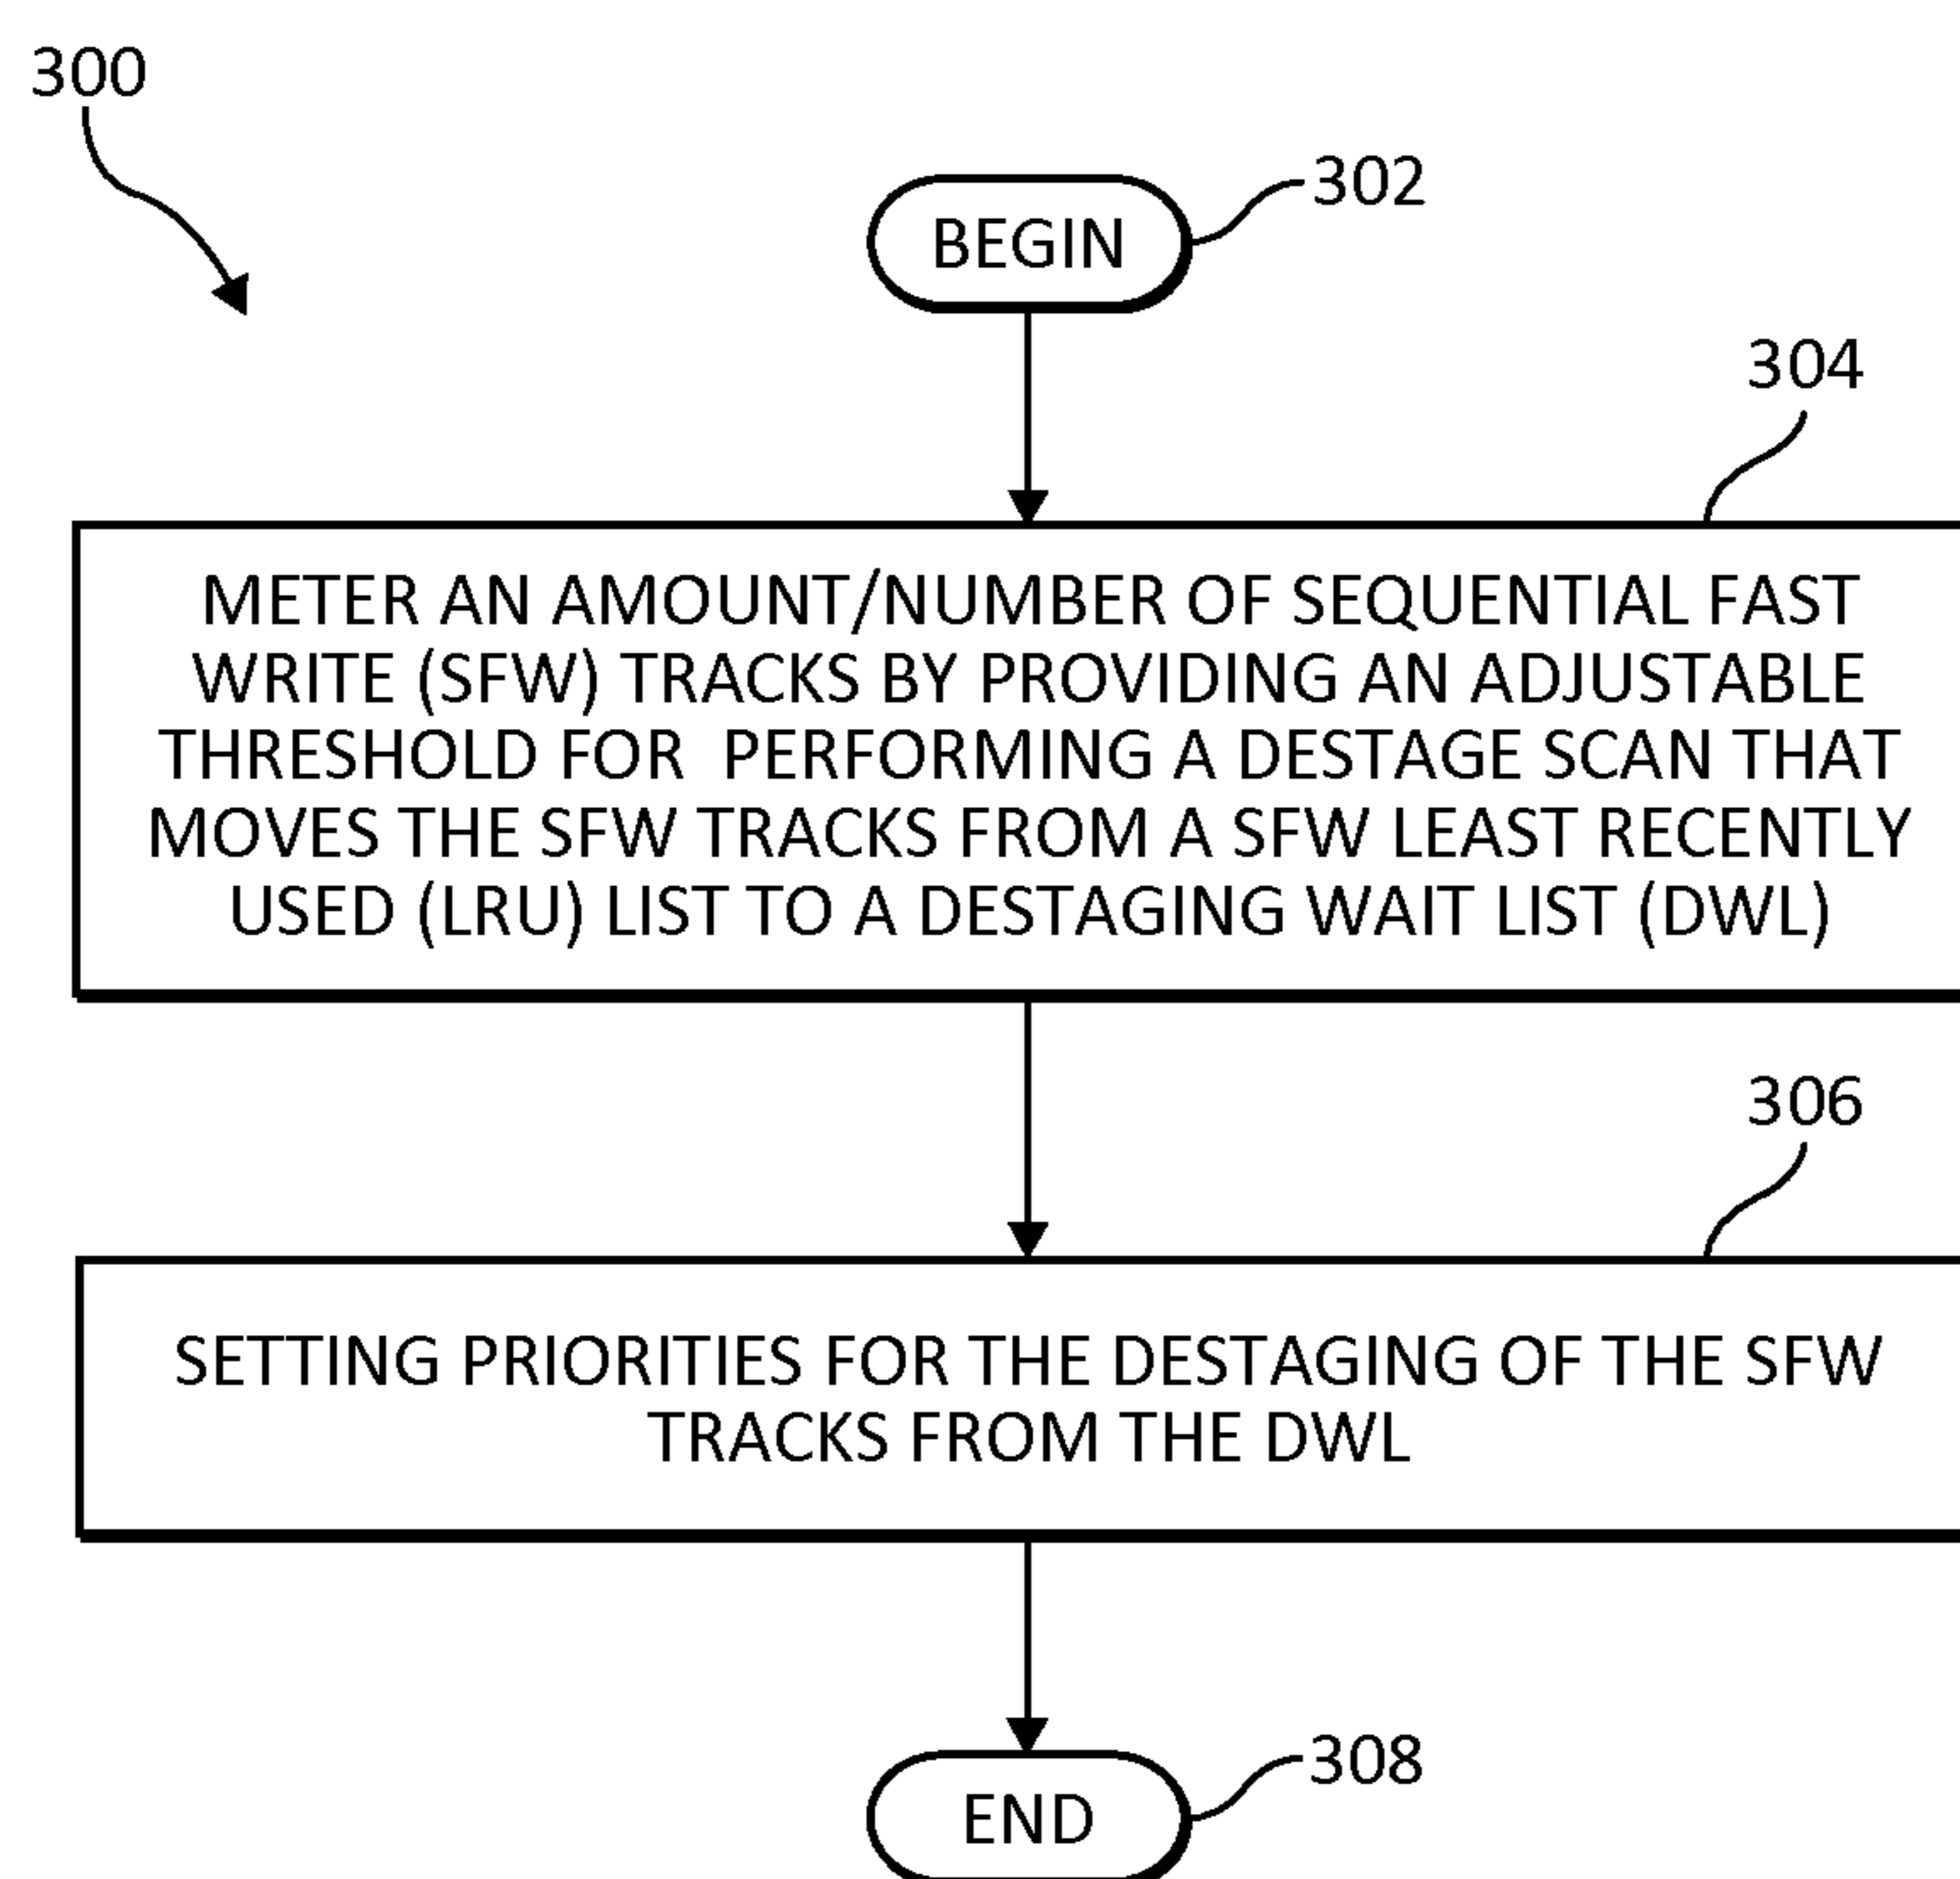 300
302
BEGIN
304
METER AN AMOUNT/NUMBER OF SEQUENTIAL FAST
WRITE (SFW) TRACKS BY PROVIDING AN ADJUSTABLE
THRESHOLD FOR PERFORMING A DESTAGE SCAN THAT
MOVES THE SFW TRACKS FROM A SFW LEAST RECENTLY
USED (LRU) LIST TO A DESTAGING WAIT LIST (DWL)
306
SETTING PRIORITIES FOR THE DESTAGING OF THE SFW
TRACKS FROM THE DWL
308
END